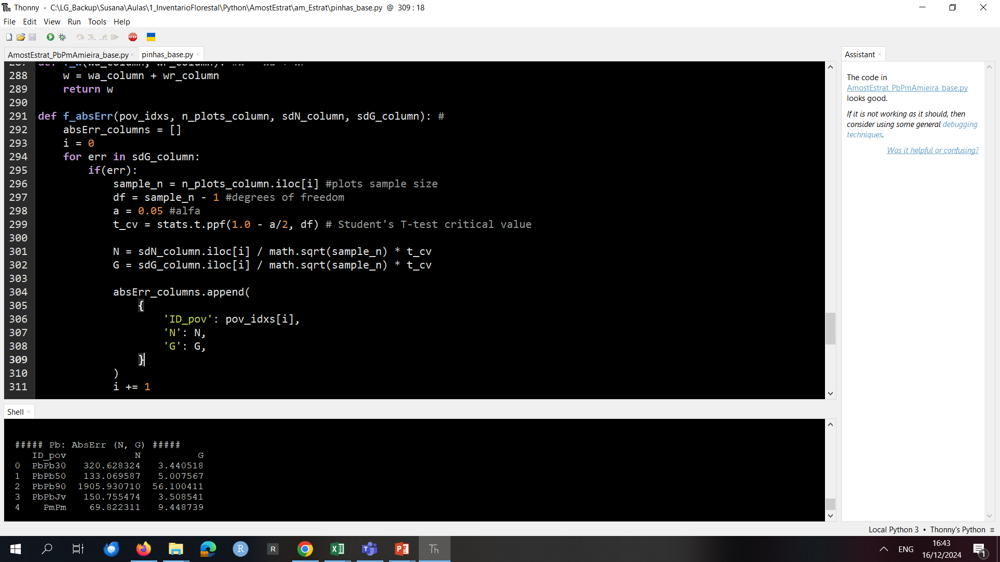 Thonny - C:\LG_Backup\Susana\Aulas\1_InventarioFlorestal\Python\AmostEstrat\am_Estrat\pinhas_base.py @ 309 : 18
File Edit View Run Tools Help
STOP
AmostEstrat_PbPmAmieira_base.py
pinhas_base.py
288 w = wa_column + wr_column
289 return w
290
291 def f_absErr(pov_idxs, n_plots_column, sdN_column, sdG_column): #
292 absErr_columns = []
293 i = 0
294 for err in sdG_column:
295 if(err):
296 sample_n = n_plots_column.iloc[i] #plots sample size
297 df = sample_n - 1 #degrees of freedom
298 a = 0.05 #alfa
299 t_cv = stats.t.ppf(1.0 - a/2, df) # Student's T-test critical value
300
301 N = sdN_column.iloc[i] / math.sqrt(sample_n) * t_cv
302 G = sdG_column.iloc[i] / math.sqrt(sample_n) * t_cv
303
304 absErr_columns.append(
305 {
306 'ID_pov': pov_idxs[i],
307 'N': N,
308 'G': G,
309 }
310 )
311 i += 1
Shell
##### Pb: AbsErr (N, G) #####
ID_pov N G
0 PbPb30 320.628324 3.440518
1 PbPb50 133.069587 5.007567
2 PbPb90 1905.930710 56.100411
3 PbPbJv 150.755474 3.508541
4 PmPm 69.822311 9.448739
Assistant
The code in
AmostEstrat_PbPmAmieira_base.py
looks good.
If it is not working as it should, then
consider using some general debugging
techniques.
Was it helpful or confusing?
Local Python 3 • Thonny's Python ≡
R
R
Th
ENG
16:43
16/12/2024
1